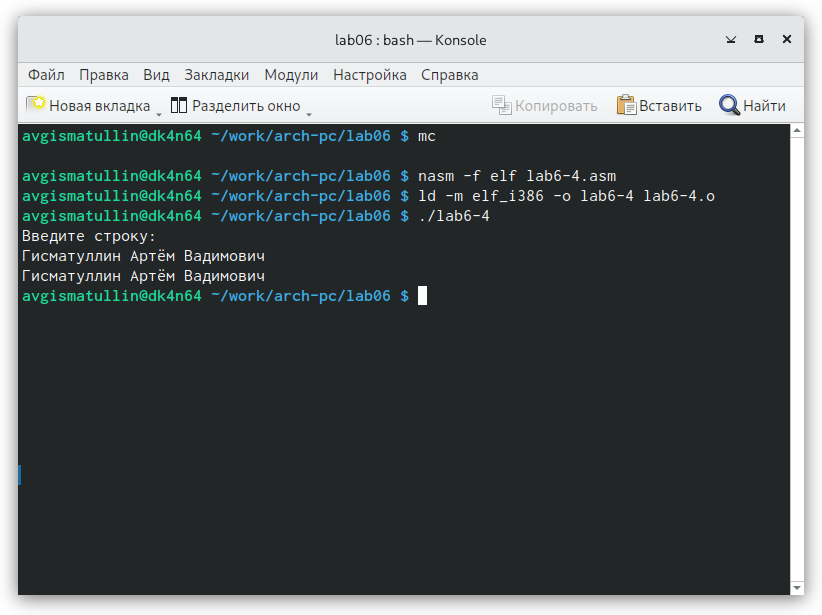 lab06 : bash — Konsole
Файл Правка Вид Закладки Модули Настройка Справка
Новая вкладка Разделить окно Копировать Вставить Найти
avgismatullin@dk4n64 ~/work/arch-pc/lab06 $ mc
avgismatullin@dk4n64 ~/work/arch-pc/lab06 $ nasm -f elf lab6-4.asm
avgismatullin@dk4n64 ~/work/arch-pc/lab06 $ ld -m elf_i386 -o lab6-4 lab6-4.o
avgismatullin@dk4n64 ~/work/arch-pc/lab06 $ ./lab6-4
Введите строку:
Гисматуллин Артём Вадимович
Гисматуллин Артём Вадимович
avgismatullin@dk4n64 ~/work/arch-pc/lab06 $